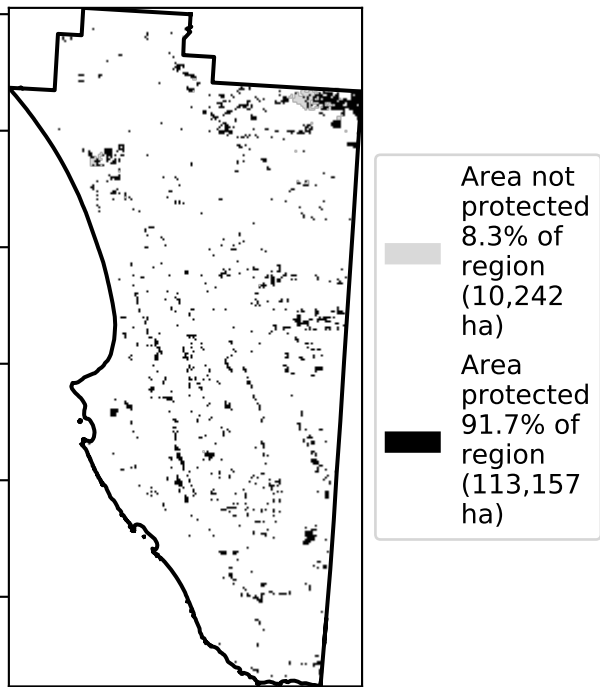 Area not
protected
8.3% of
region
(10,242
ha)
Area
protected
91.7% of
region
(113,157
ha)